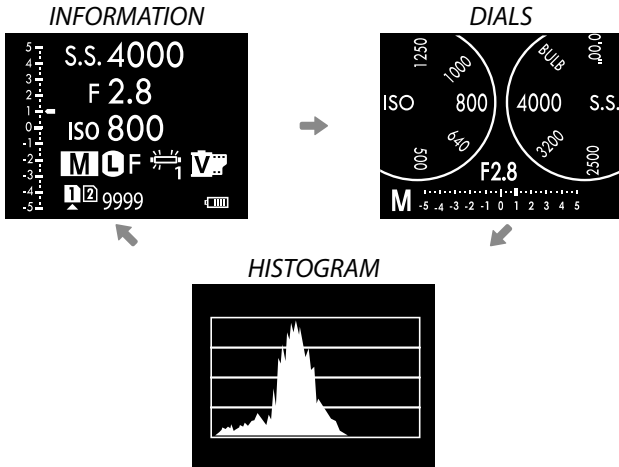 INFORMATION
5
4
3
2
1
0
-1
-2
-3
-4
-5
S.S. 4000
F 2.8
ISO 800
M L F 1 V
1 2 9999
DIALS
1250 1000
ISO 800
500 640
BULB
4000 S.S.
3200 2500
F2.8
M -5 -4 -3 -2 -1 0 1 2 3 4 5
HISTOGRAM